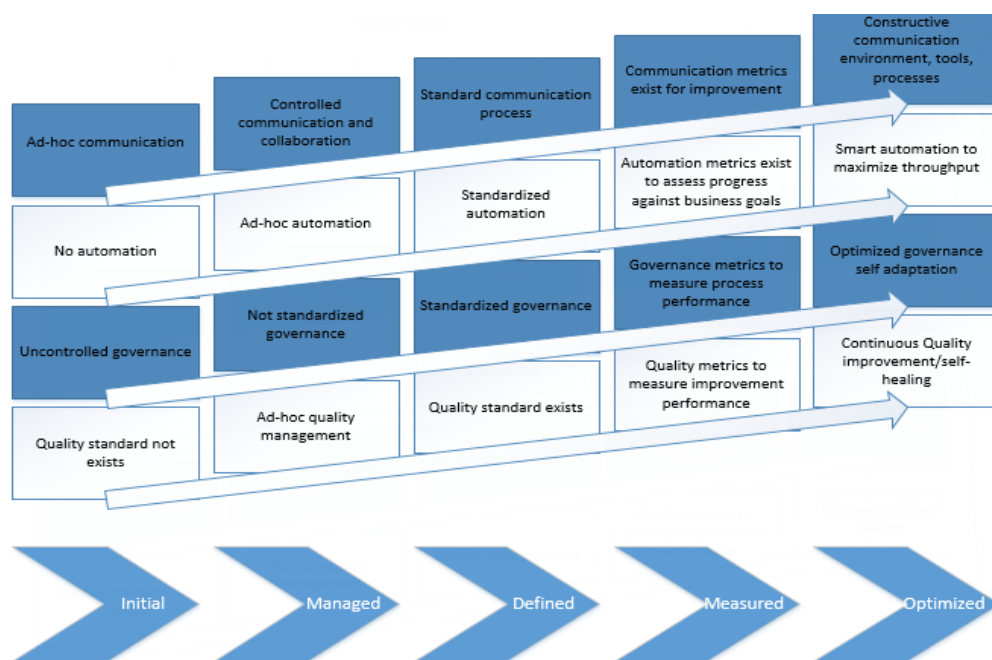 Ad-hoc communication
No automation
Uncontrolled governance
Quality standard not
exists
Controlled
communication and
collaboration
Ad-hoc automation
Not standardized
governance
Ad-hoc quality
management
Standard communication
process
Standardized
automation
Standardized governance
Quality standard exists
Communication metrics
exist for improvement
Automation metrics exist
to assess progress
against business goals
Governance metrics to
measure process
performance
Quality metrics to
measure improvement
performance
Constructive
communication
environment, tools,
processes
Smart automation to
maximize throughput
Optimized governance
self adaptation
Continuous Quality
improvement/self-
healing
Initial
Managed
Defined
Measured
Optimized